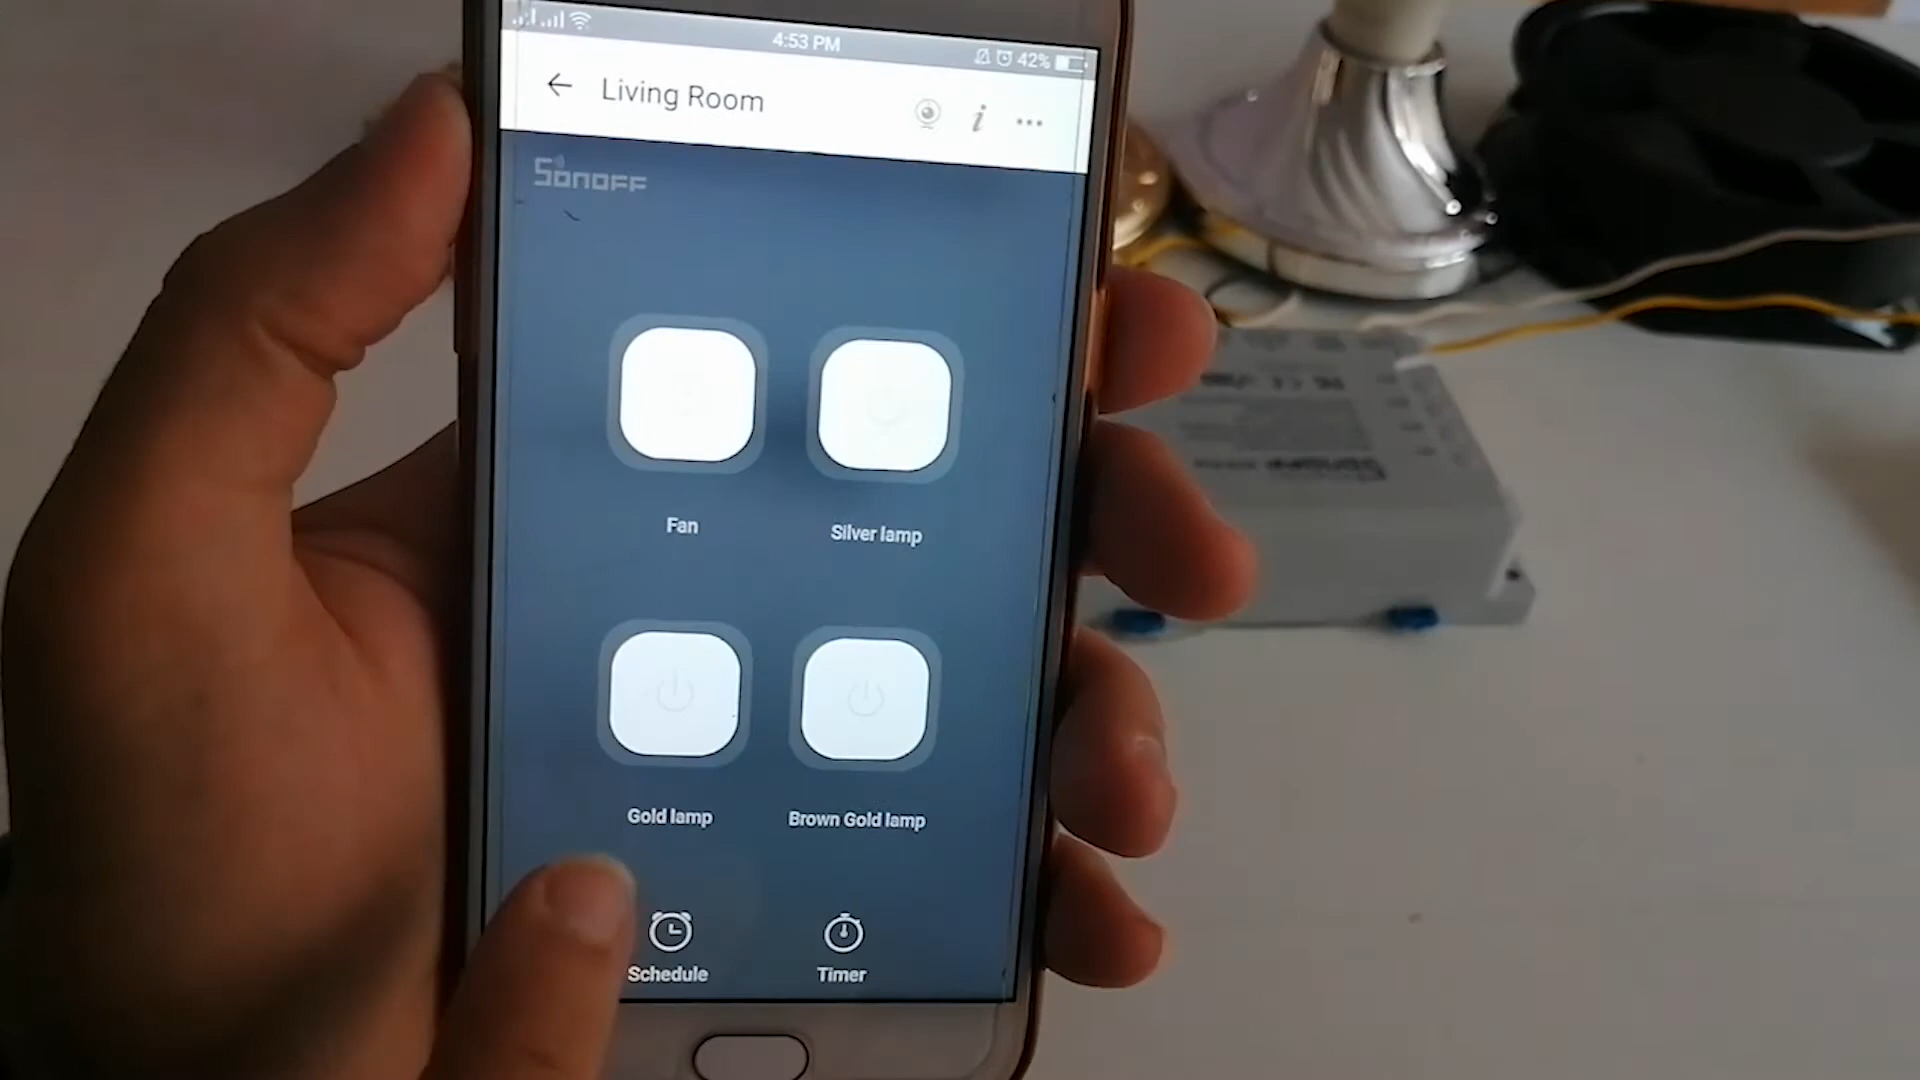 4:53 PM
42%
Living Room
SONOFF
Fan
Silver lamp
Gold lamp
Brown Gold lamp
Schedule
Timer